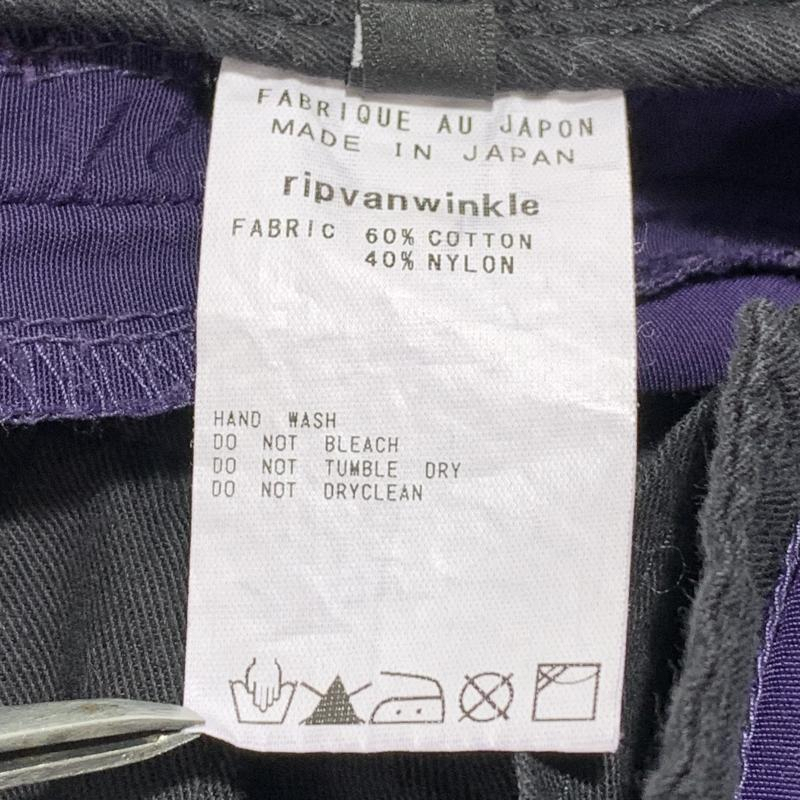 FABRIQUE AU JAPON
MADE IN JAPAN
ripvanwinkle
FABRIC 60% COTTON
40% NYLON
HAND WASH
DO NOT BLEACH
DO NOT TUMBLE DRY
DO NOT DRYCLEAN